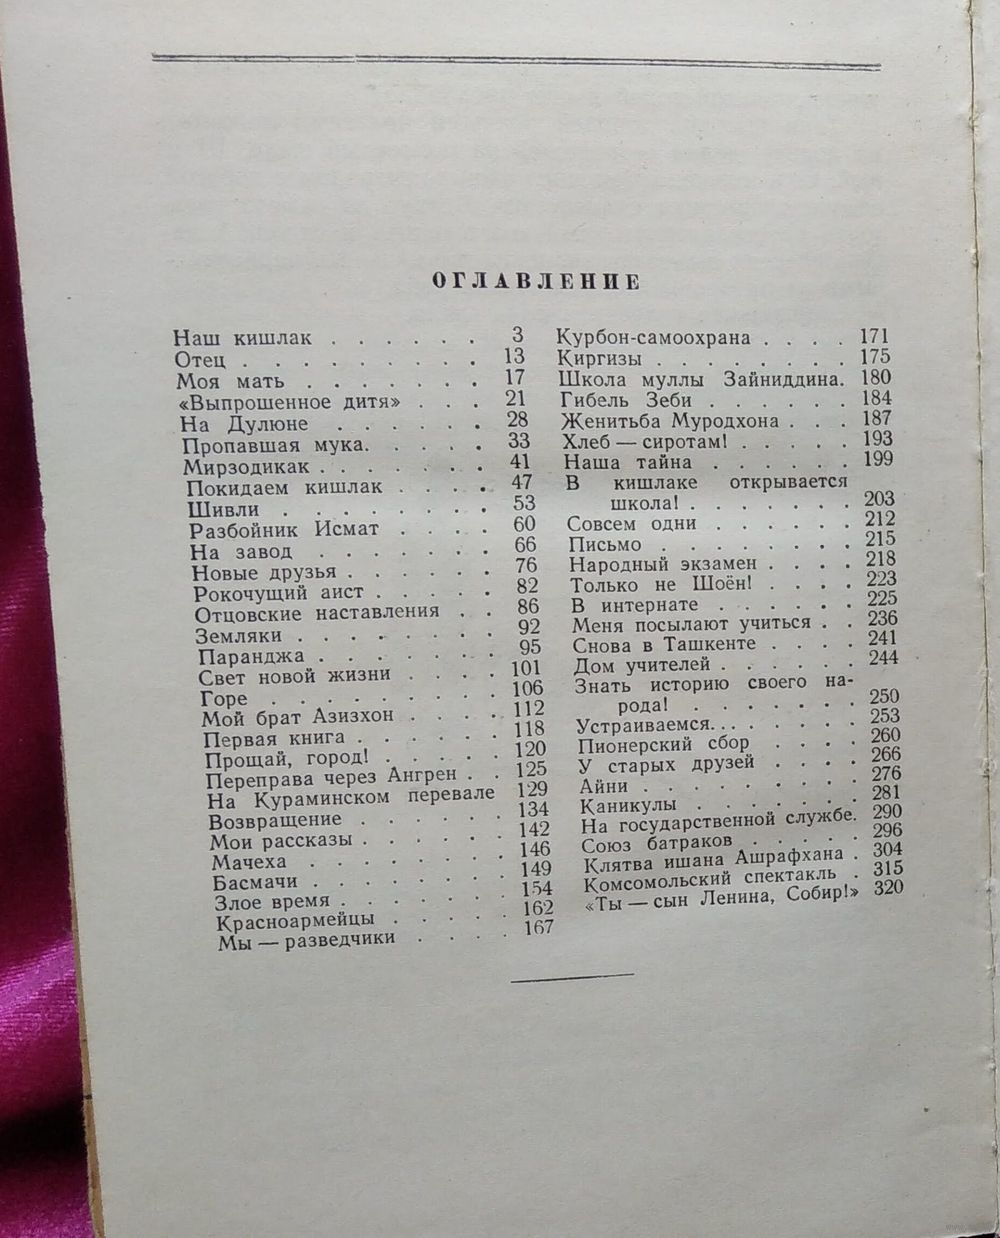 ОГЛАВЛЕНИЕ
Наш кишлак . . . . . . 3
Отец . . . . . . . . . 13
Моя мать . . . . . . . 17
«Выпрошенное дитя» . . . 21
На Дулюне . . . . . . 28
Пропавшая мука. . . . . 33
Мирзодикак . . . . . . . 41
Покидаем кишлак . . . . 47
Шивли . . . . . . . . 53
Разбойник Исмат . . . . 60
На завод . . . . . . . 66
Новые друзья . . . . . . 76
Рокочущий аист . . . . . 82
Отцовские наставления . . 86
Земляки . . . . . . . . 92
Паранджа . . . . . . . 95
Свет новой жизни . . . . 101
Горе . . . . . . . . . 106
Мой брат Азизхон . . . . 112
Первая книга . . . . . . 118
Прощай, город! . . . . . 120
Переправа через Ангрен . . 125
На Кураминском перевале 129
Возвращение . . . . . . 134
Мои рассказы . . . . . . 142
Мачеха . . . . . . . . 146
Басмачи . . . . . . . . 149
Злое время . . . . . . . 154
Красноармейцы . . . . . 162
Мы — разведчики . . . . 167
Курбон-самоохрана . . . . 171
Киргизы . . . . . . . . 175
Школа муллы Зайниддина. 180
Гибель Зеби . . . . . . 184
Женитьба Муродхона . . . 187
Хлеб — сиротам! . . . . . 193
Наша тайна . . . . . . 199
В кишлаке открывается
школа! . . . . . . . 203
Совсем одни . . . . . . 212
Письмо . . . . . . . . 215
Народный экзамен . . . . 218
Только не Шоён! . . . . 223
В интернате . . . . . . 225
Меня посылают учиться . . 236
Снова в Ташкенте . . . . 241
Дом учителей . . . . . . 244
Знать историю своего на-
рода! . . . . . . . 250
Устраиваемся. . . . . . . . 253
Пионерский сбор . . . . 260
У старых друзей . . . . 266
Айни . . . . . . . . . 276
Каникулы . . . . . . . 281
На государственной службе. 290
Союз батраков . . . . . 296
Клятва ишана Ашрафхана . 304
Комсомольский спектакль . 315
«Ты — сын Ленина, Собир!» 320